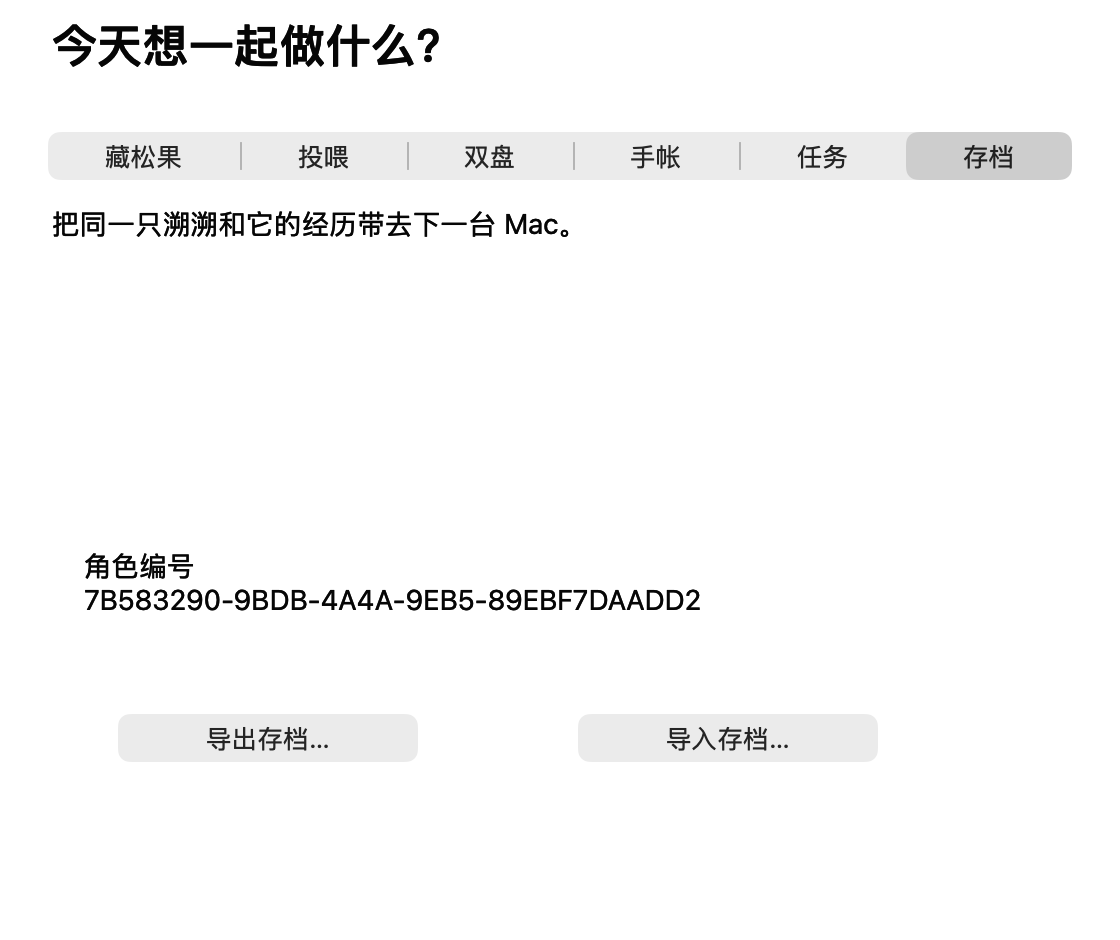 今天想一起做什么？
藏松果 投喂 双盘 手帐 任务 存档
把同一只溯溯和它的经历带去下一台 Mac。
角色编号
7B583290-9BDB-4A4A-9EB5-89EBF7DAADD2
导出存档... 导入存档...